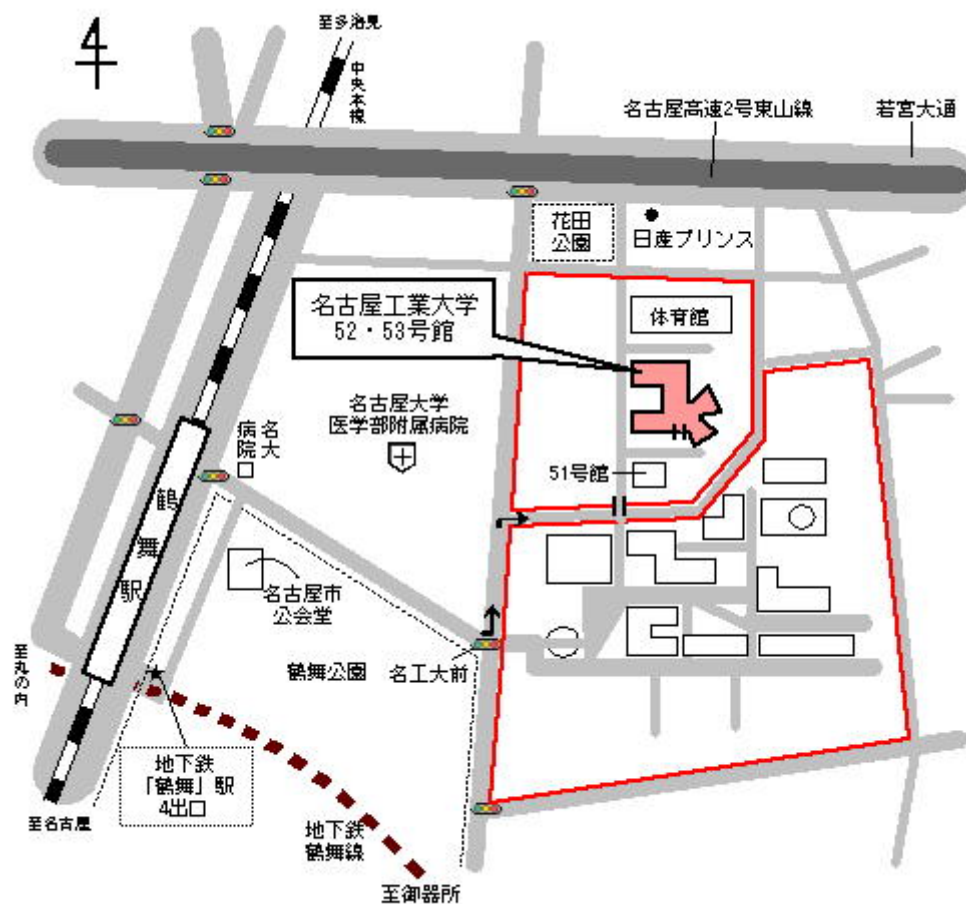 至多治見
中央本線
名古屋高速2号東山線
若宮大通
花田
公園
日産プリンス
名古屋工業大学
52・53号館
体育館
名古屋大学
医学部附属病院
名大
病院
51号館
鶴舞駅
名古屋市
公会堂
鶴舞公園
名工大前
至丸の内
地下鉄
「鶴舞」駅
4出口
至名古屋
地下鉄
鶴舞線
至御器所